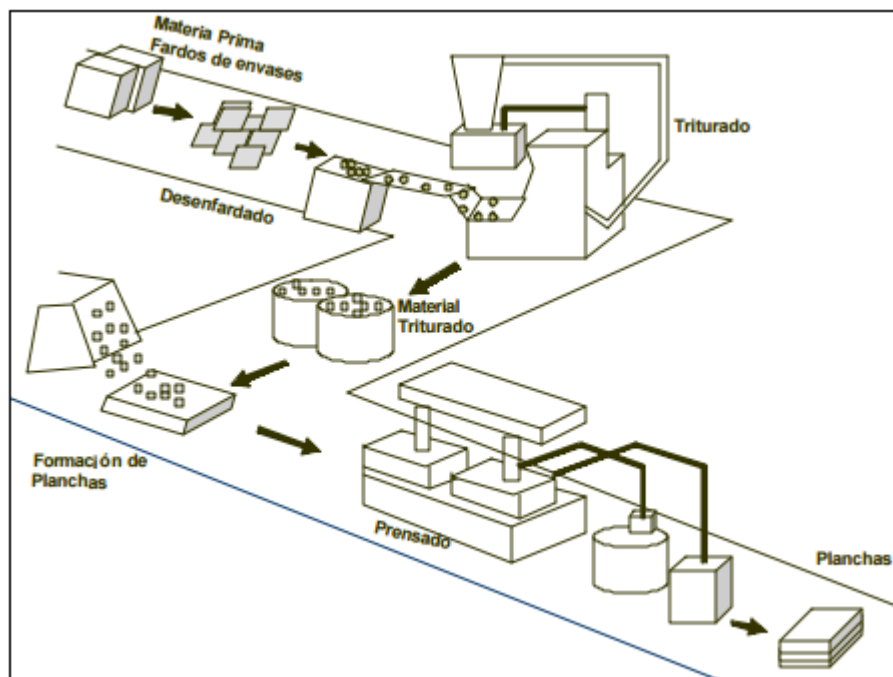 Materia Prima
Fardos de envases
Triturado
Desenfardado
Material
Triturado
Formación de
Planchas
Prensado
Planchas